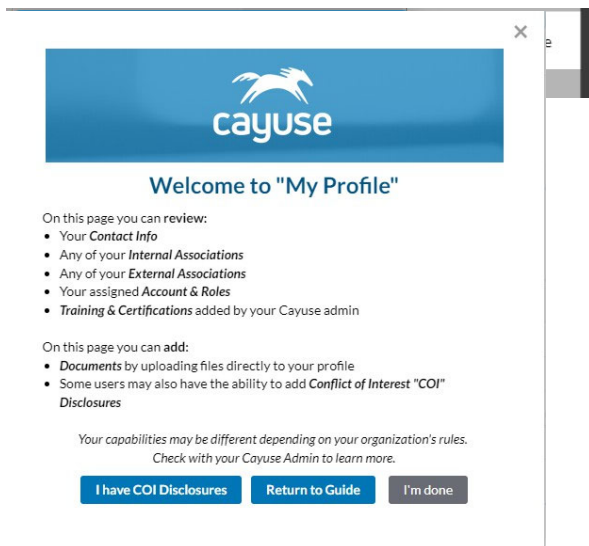 cayuse
Welcome to "My Profile"
On this page you can review:
• Your Contact Info
• Any of your Internal Associations
• Any of your External Associations
• Your assigned Account & Roles
• Training & Certifications added by your Cayuse admin
On this page you can add:
• Documents by uploading files directly to your profile
• Some users may also have the ability to add Conflict of Interest "COI"
Disclosures
Your capabilities may be different depending on your organization's rules.
Check with your Cayuse Admin to learn more.
I have COI Disclosures Return to Guide I'm done